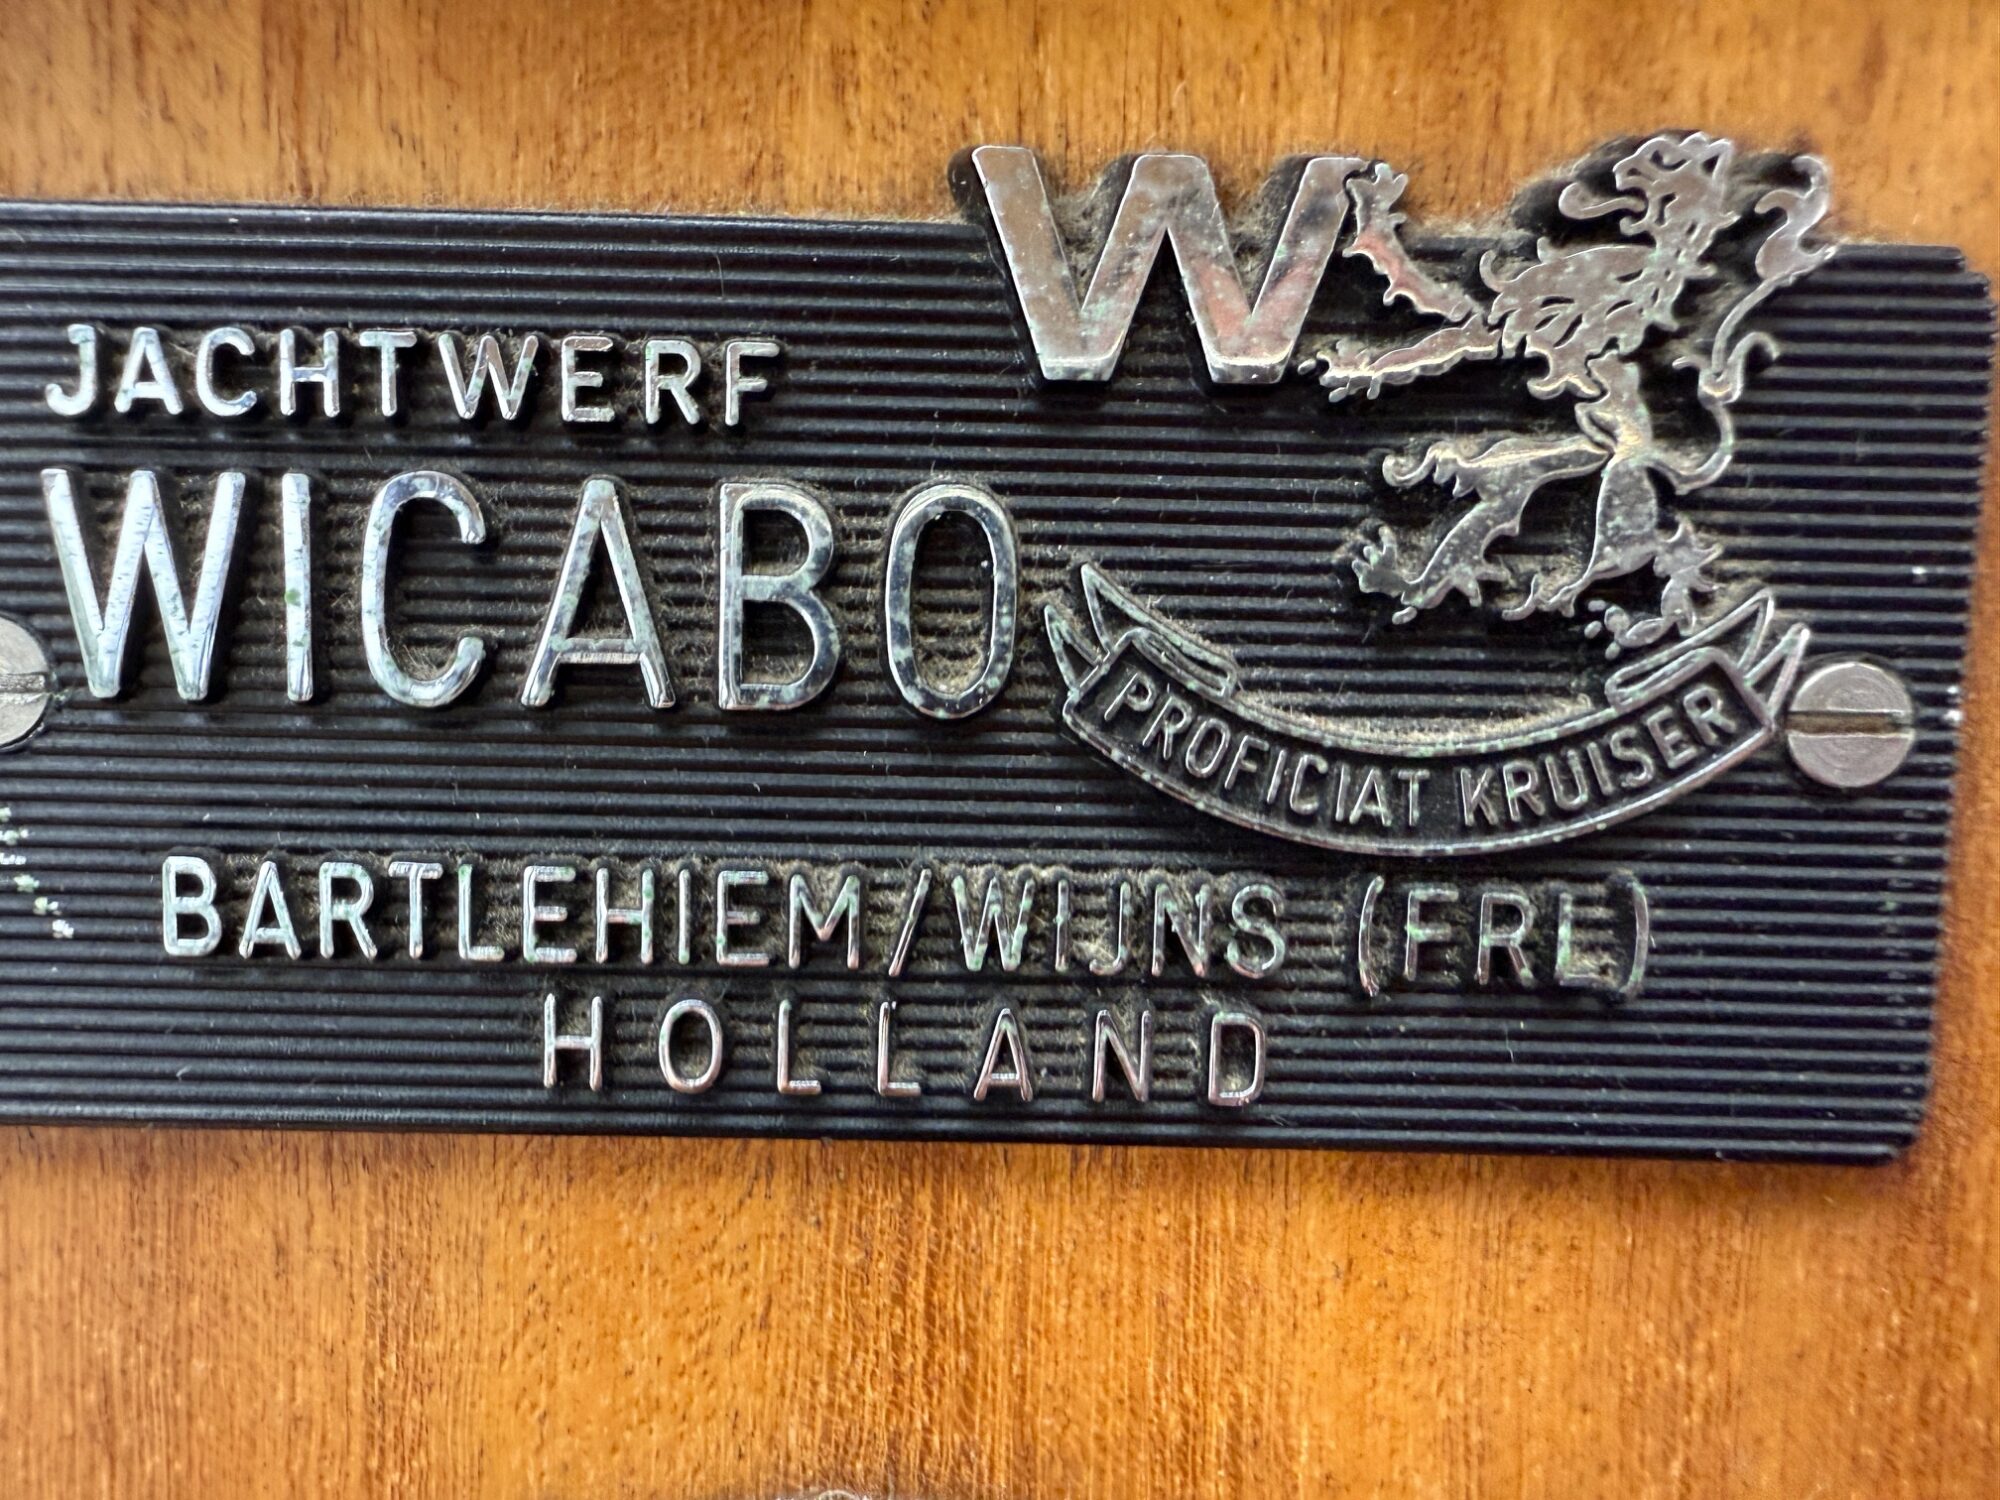 W
JACHTWERF
WICABO
PROFICIAT KRUISER
BARTLEHIEM/WIJNS (FRL)
HOLLAND